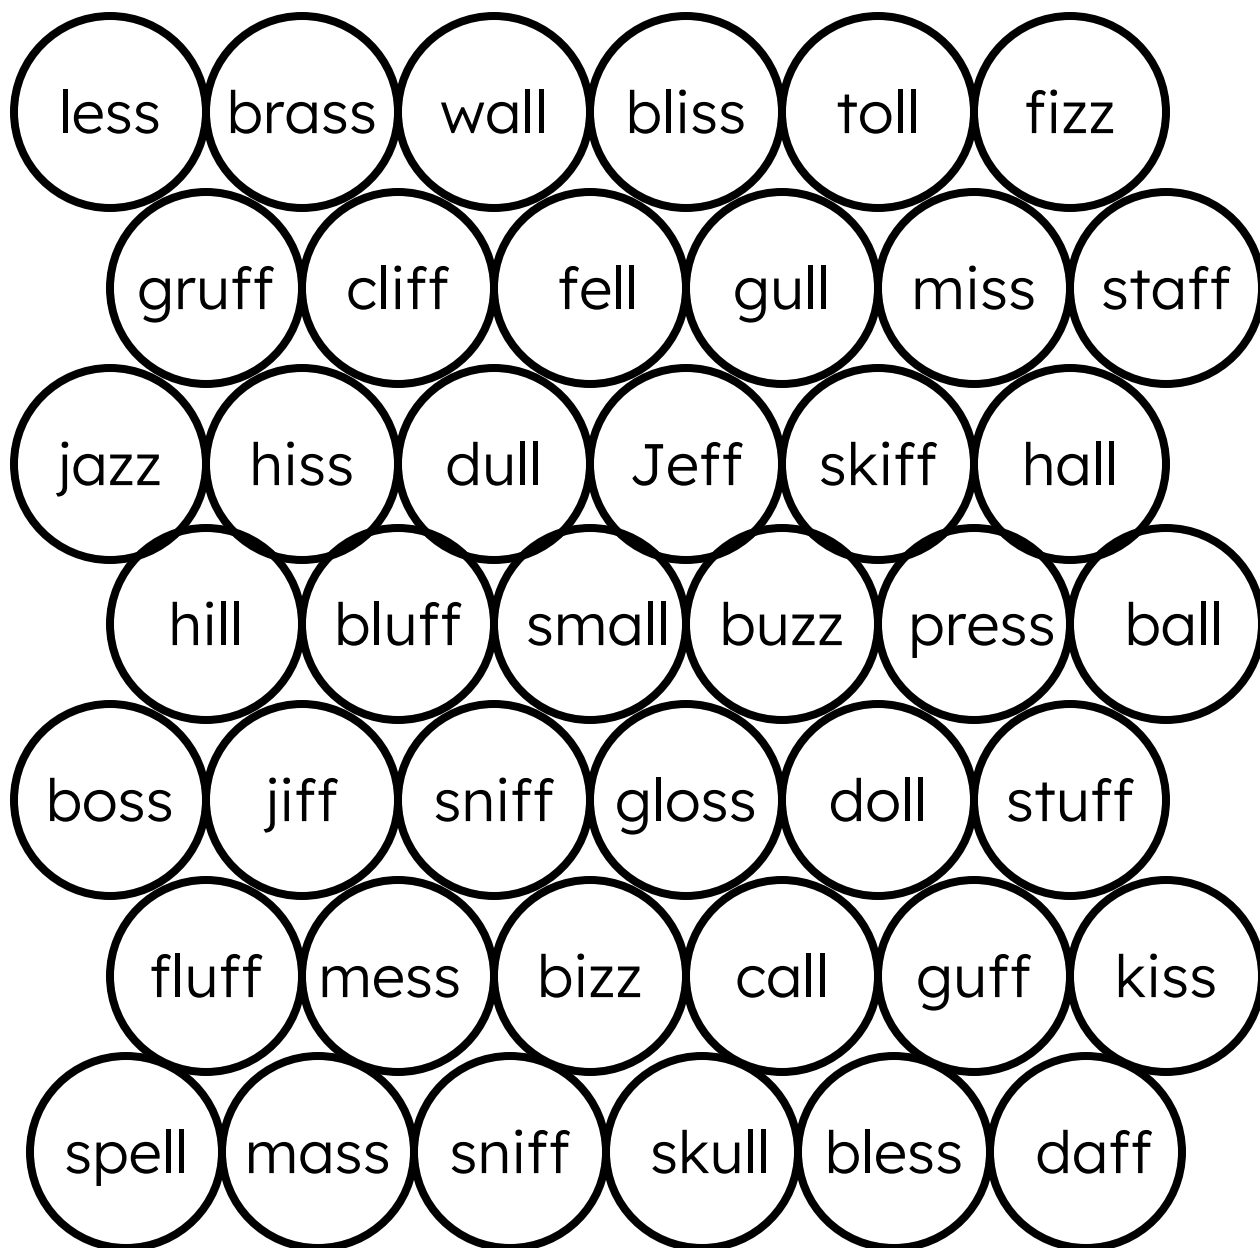 less brass wall bliss toll fizz
gruff cliff fell gull miss staff
jazz hiss dull Jeff skiff hall
hill bluff small buzz press ball
boss jiff sniff gloss doll stuff
fluff mess bizz call guff kiss
spell mass sniff skull bless daff